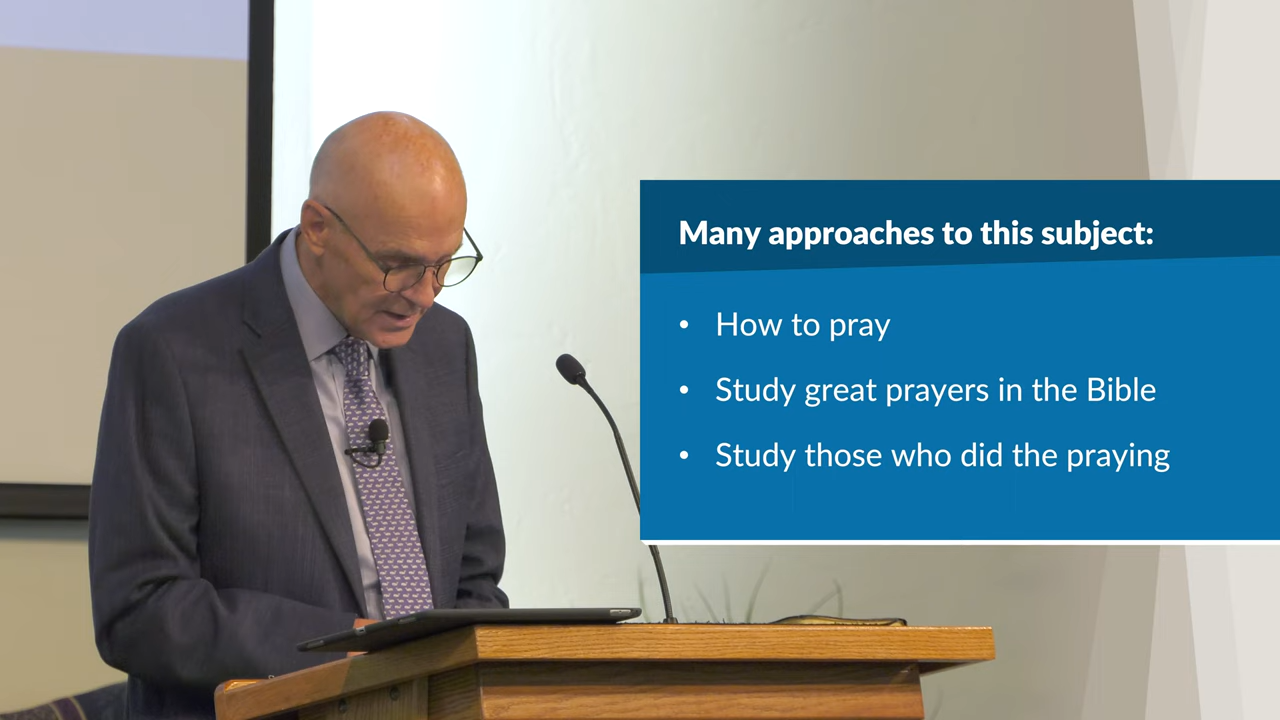 Many approaches to this subject:
• How to pray
• Study great prayers in the Bible
• Study those who did the praying